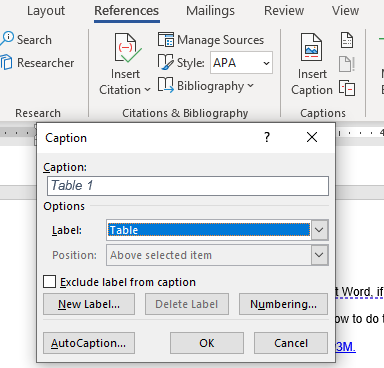 Layout References Mailings Review View
Search
Researcher
Research
Insert
Citation
Manage Sources
Style: APA
Bibliography
Citations & Bibliography
Insert
Caption
Captions
Caption ?
Caption:
Table 1
Options
Label: Table
Position: Above selected item
Exclude label from caption
New Label... Delete Label Numbering...
AutoCaption... OK Cancel
t Word, if
ow to do t
3M.